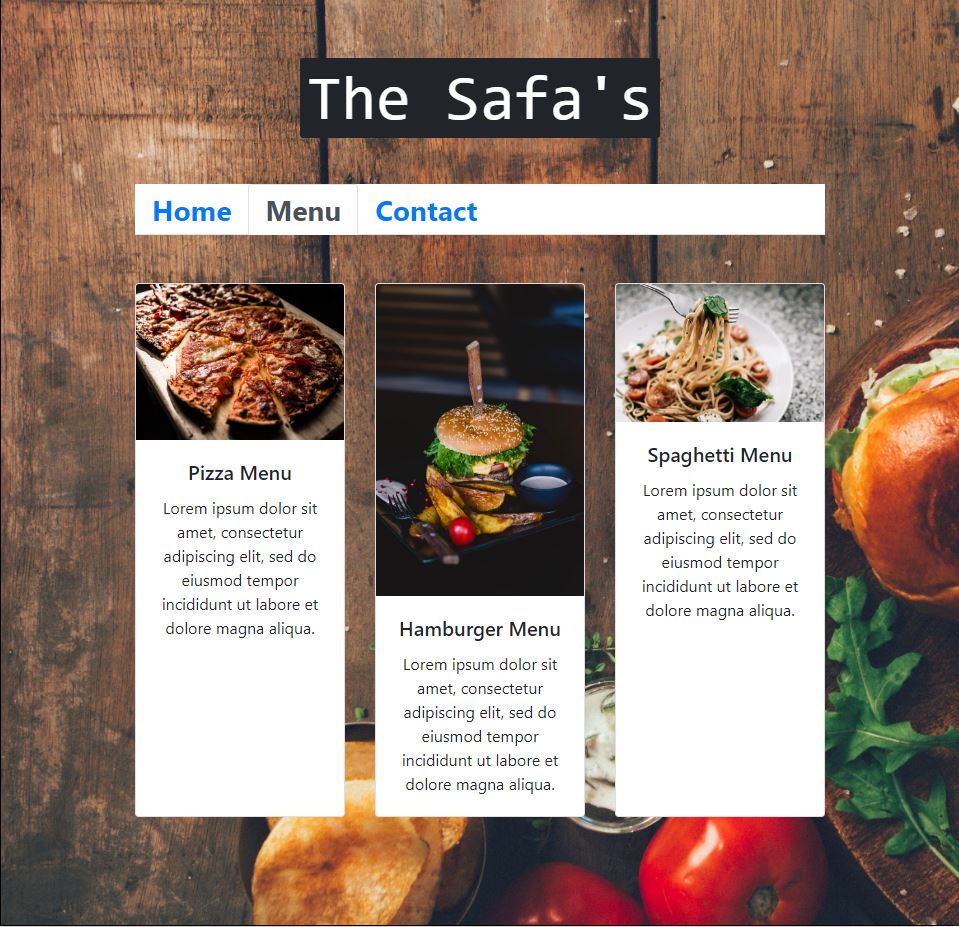 The Safa's
Home Menu Contact
Pizza Menu
Lorem ipsum dolor sit
amet, consectetur
adipiscing elit, sed do
eiusmod tempor
incididunt ut labore et
dolore magna aliqua.
Hamburger Menu
Lorem ipsum dolor sit
amet, consectetur
adipiscing elit, sed do
eiusmod tempor
incididunt ut labore et
dolore magna aliqua.
Spaghetti Menu
Lorem ipsum dolor sit
amet, consectetur
adipiscing elit, sed do
eiusmod tempor
incididunt ut labore et
dolore magna aliqua.